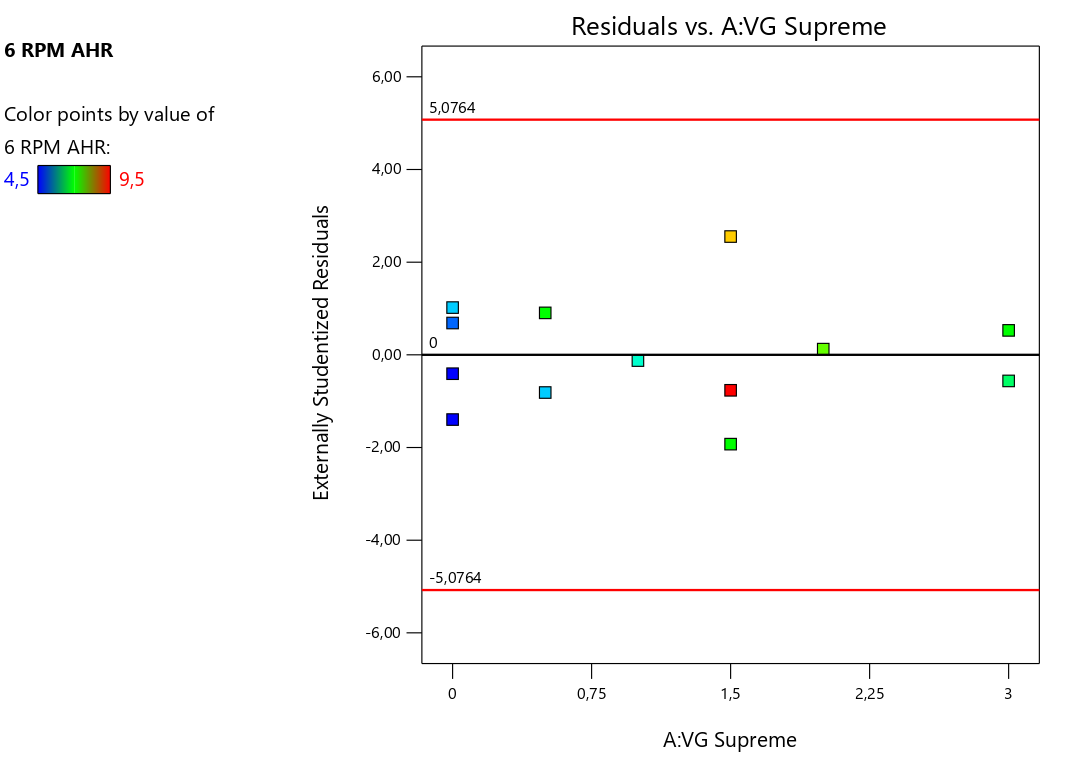 6 RPM AHR
Color points by value of
6 RPM AHR:
4,5 9,5
Residuals vs. A:VG Supreme
Externally Studentized Residuals
6,00
5,0764
4,00
2,00
0
0,00
-2,00
-4,00
-5,0764
-6,00
0 0,75 1,5 2,25 3
A:VG Supreme